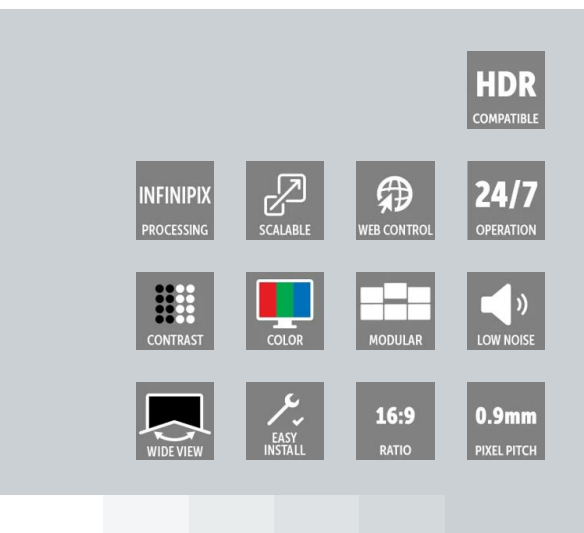 HDR
COMPATIBLE
INFINIPIX
PROCESSING
SCALABLE
WEB CONTROL
24/7
OPERATION
CONTRAST
COLOR
MODULAR
LOW NOISE
WIDE VIEW
EASY
INSTALL
16:9
RATIO
0.9mm
PIXEL PITCH